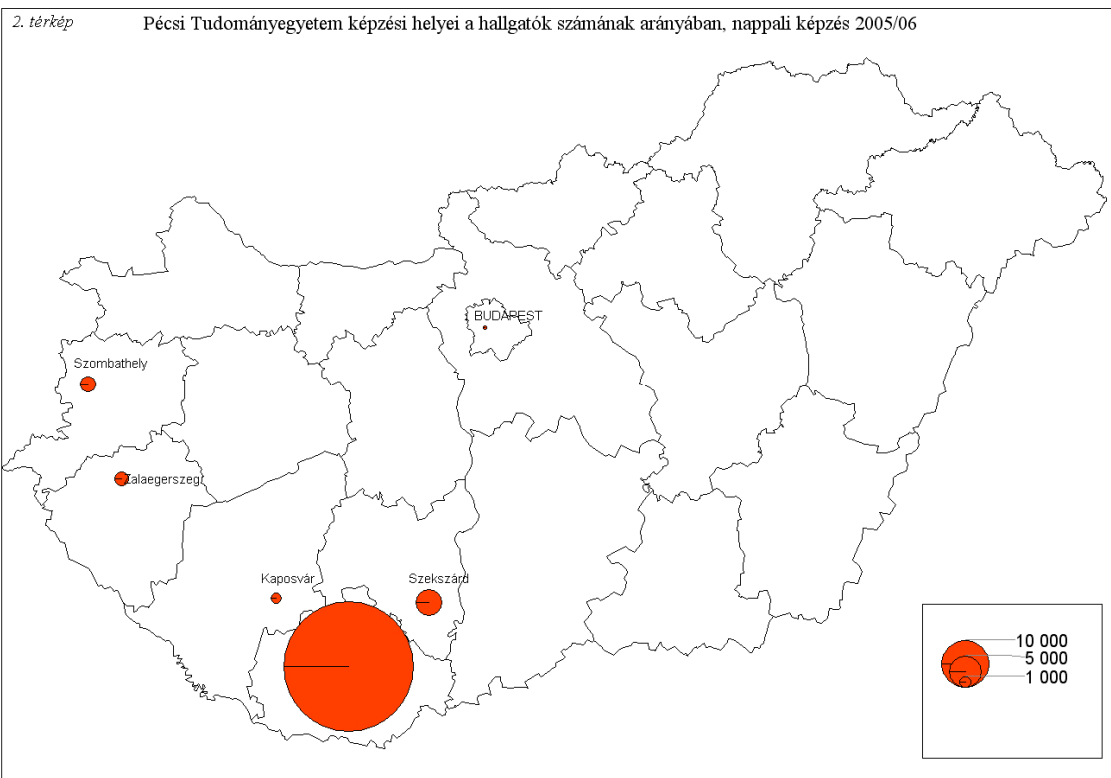 2. térkép
Pécsi Tudományegyetem képzési helyei a hallgatók számának arányában, nappali képzés 2005/06
BUDAPEST
Szombathely
Zalaegerszeg
Kaposvár
Szekszárd
10 000
5 000
1 000